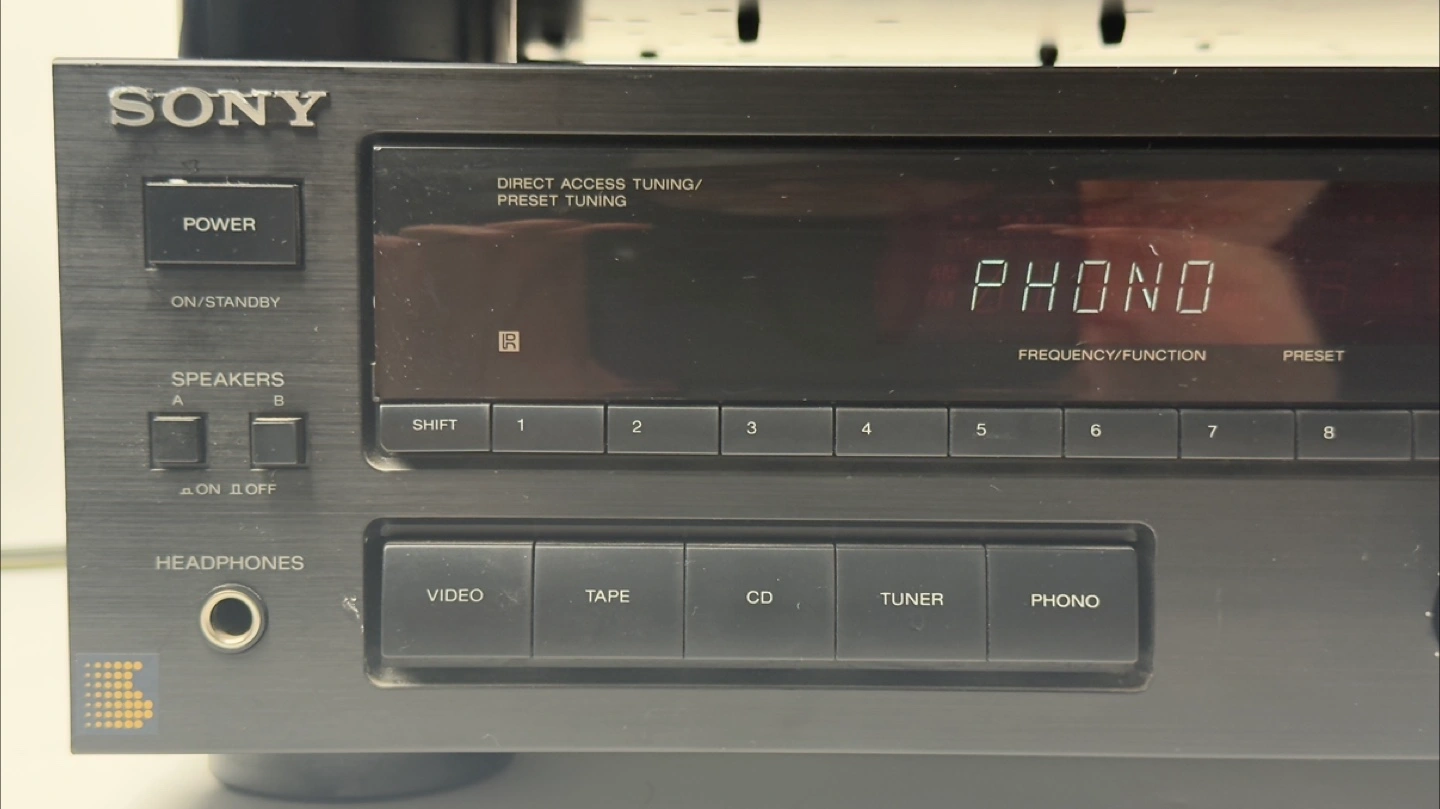 SONY
DIRECT ACCESS TUNING/
PRESET TUNING
POWER
PHONO
ON/STANDBY
FREQUENCY/FUNCTION PRESET
SPEAKERS
A B
SHIFT 1 2 3 4 5 6 7 8
ON OFF
HEADPHONES
VIDEO TAPE CD TUNER PHONO